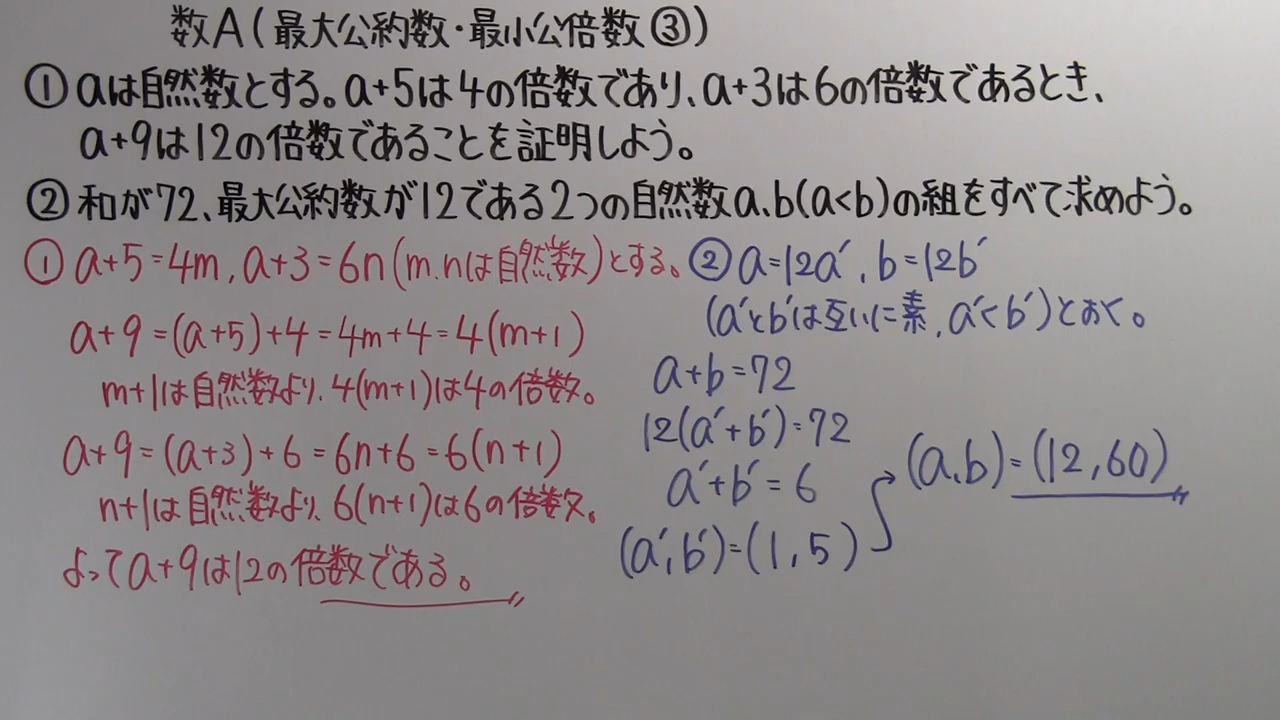 数A(最大公約数・最小公倍数③)
①aは自然数とする。a+5は4の倍数であり、a+3は6の倍数であるとき、
a+9は12の倍数であることを証明しよう。
②和が72、最大公約数が12である2つの自然数a、b(a<b)の組をすべて求めよう。
①a+5=4m,a+3=6n(m.nは自然数)とする。
a+9=(a+5)+4=4m+4=4(m+1)
m+1は自然数より、4(m+1)は4の倍数。
a+9=(a+3)+6=6n+6=6(n+1)
n+1は自然数より、6(n+1)は6の倍数。
よってa+9は12の倍数である。
②a=12a′,b=12b′
(a′とb′は互いに素,a′<b′)とおく。
a+b=72
12(a′+b′)=72
a′+b′=6
(a′,b′)=(1,5)
(a、b)=(12,60)